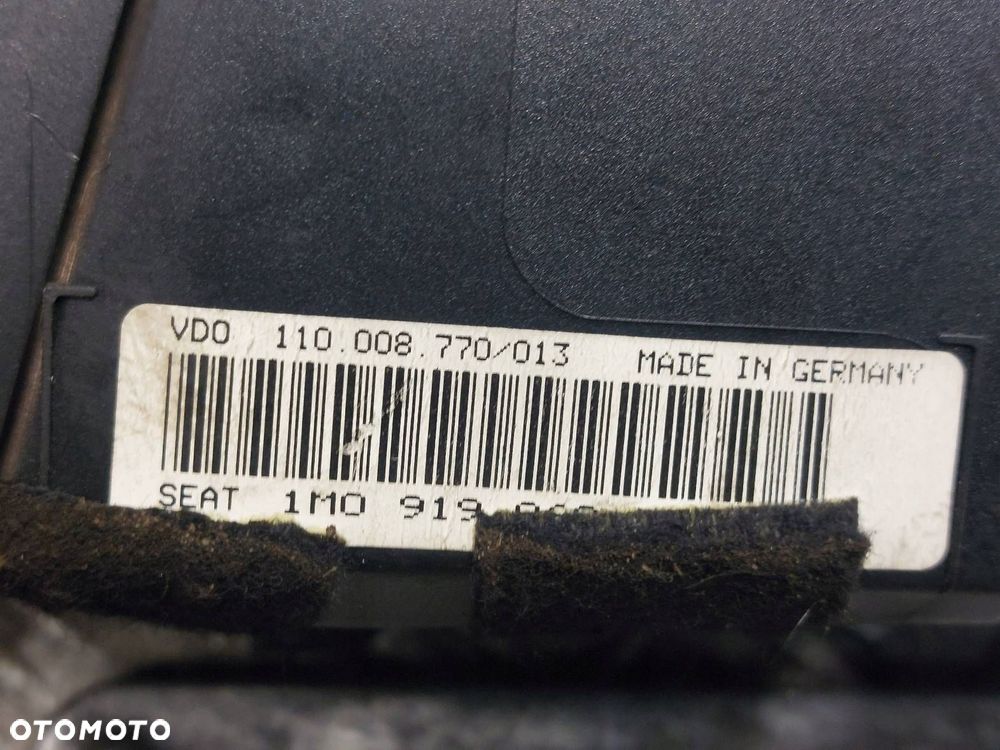 VDO 110.008.770/013 MADE IN GERMANY
SEAT 1M0 919
OTOMOTO